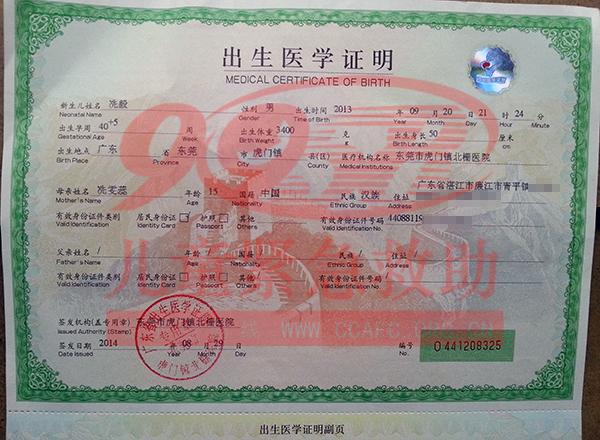 出生医学证明
MEDICAL CERTIFICATE OF BIRTH
新生儿姓名 冼毅 性别 男 出生时间 2013 年 09 月 20 日 21 时 24 分
Neonatal Name Gender Time of Birth Year Month Day Hour Minute
出生孕周 40+5 周 出生体重 3400 克 出生身长 50 厘米
Gestational Age Week Birth Weight g Birth Length cm
出生地点 广东 省 东莞 市 虎门镇 县(区) 医疗机构名称 东莞市虎门镇北栅医院
Birth Place Province City County Medical Institutions
广东省湛江市廉江市青平镇
母亲姓名 冼雯蕊 年龄 15 国籍 中国 民族 汉族 住址
Mother's Name Age Nationality Ethnic Group Address
有效身份证件类别 居民身份证 ✓ 护照 其他 有效身份证件号码 44088119
Valid Identification ID Card Passport Others Valid Identification No.
父亲姓名 / 年龄 / 国籍 / 民族 / 住址 /
Father's Name Age Nationality Ethnic Group Address
有效身份证件类别 居民身份证 护照 其他 / 有效身份证件号码 /
Valid Identification ID Card Passport Others Valid Identification No.
99
儿 紧急救助
线 www.ccafc.org.cn
签发机构(盖专用章) 东莞市虎门镇北栅医院
Issued Authority (Stamp)
签发日期 2014 年 08 月 29 日 编号 O 441208325
Date Issued Year Month Day No.
出生医学证明副页